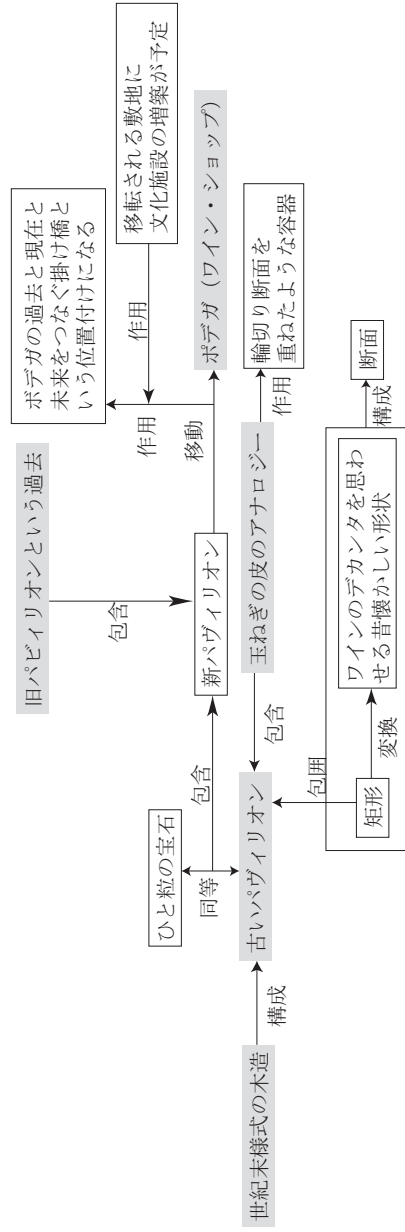 ボデガの過去と現在と
未来をつなぐ掛け橋と
いう位置付けになる
移転される敷地に
文化施設の増築が予定
作用
作用
移動
ボデガ（ワイン・ショップ）
旧パビィリオンという過去
包含
新パヴィリオン
ひと粒の宝石
同等
包含
古いパヴィリオン
世紀末様式の木造
構成
玉ねぎの皮のアナロジー
包含
作用
輪切り断面を
重ねたような容器
包囲
矩形
変換
ワインのデカンタを思わ
せる昔懐かしい形状
構成
断面